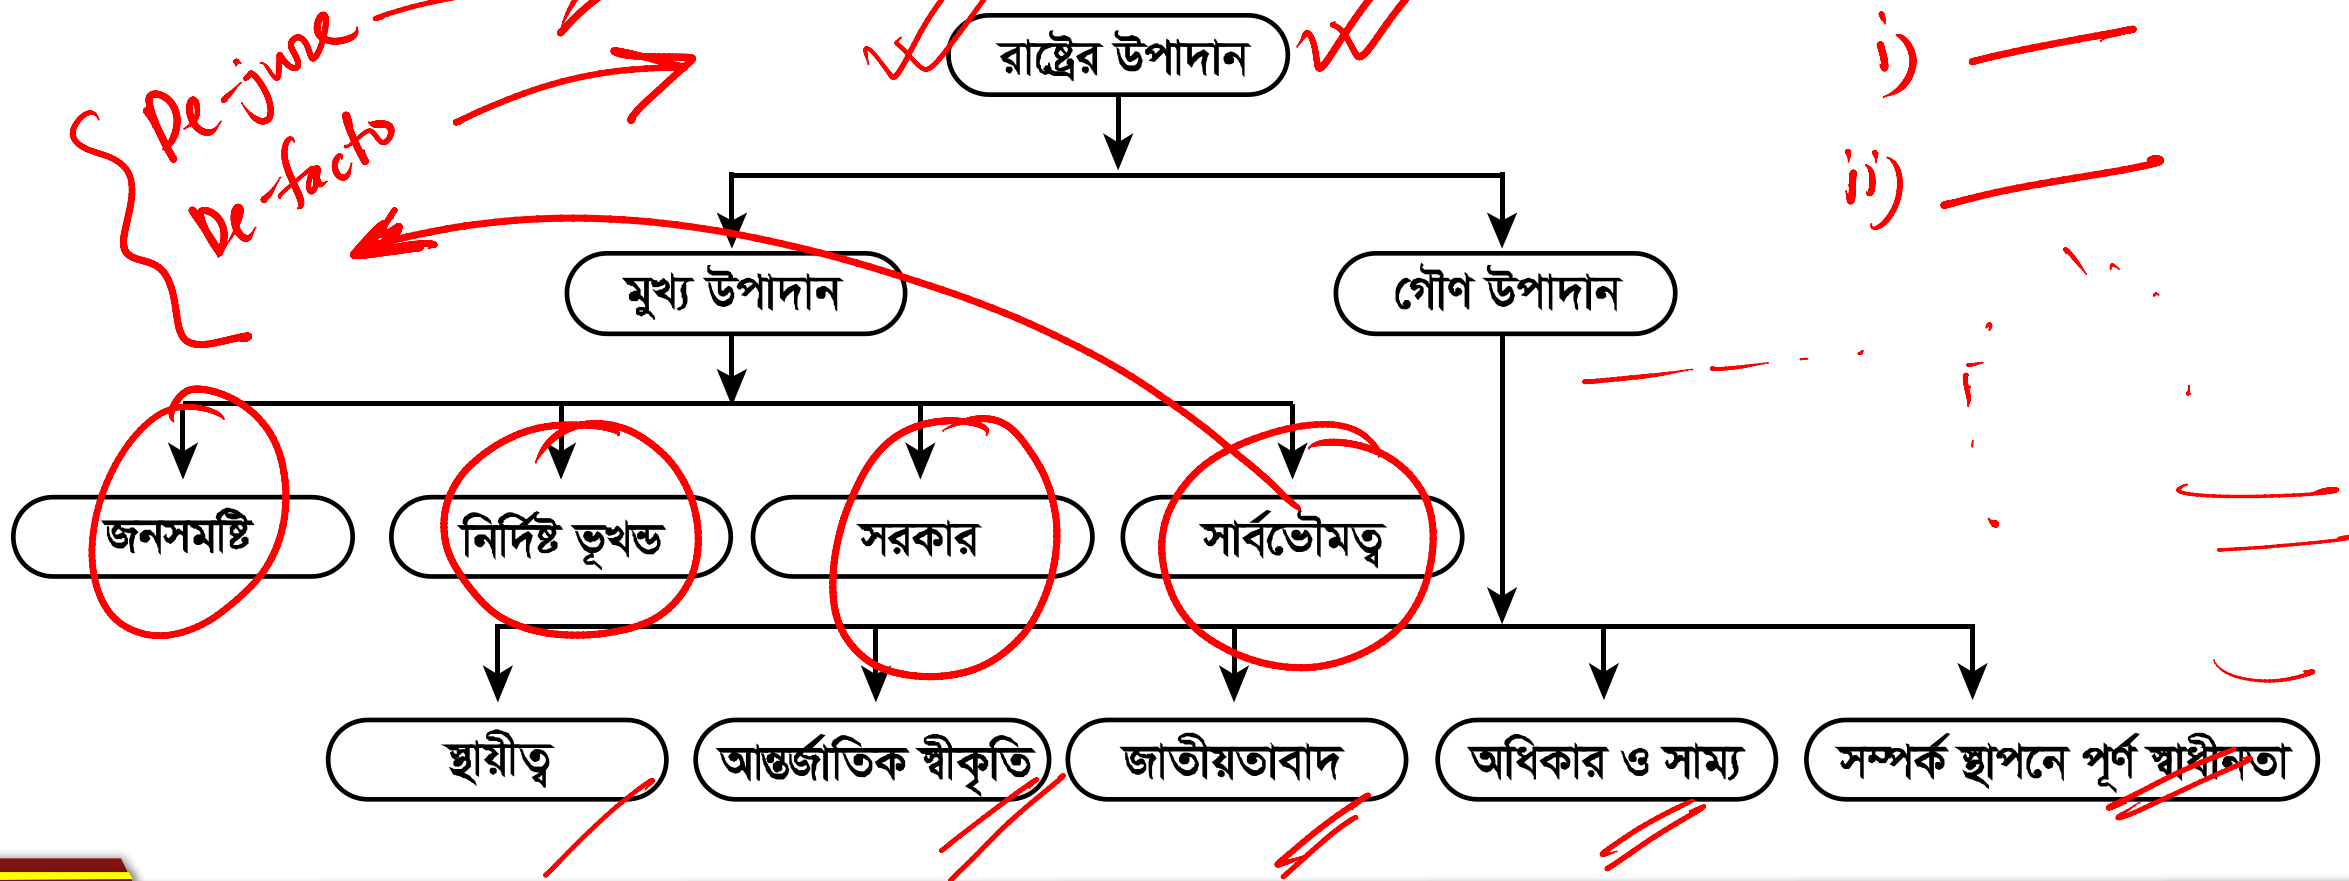 রাষ্ট্রের উপাদান
i)
De-jure
De-facto
ii)
মুখ্য উপাদান
গৌণ উপাদান
জনসমষ্টি
নির্দিষ্ট ভূখন্ড
সরকার
সার্বভৌমত্ব
স্থায়ীত্ব
আন্তর্জাতিক স্বীকৃতি
জাতীয়তাবাদ
অধিকার ও সাম্য
সম্পর্ক স্থাপনে পূর্ণ স্বাধীনতা